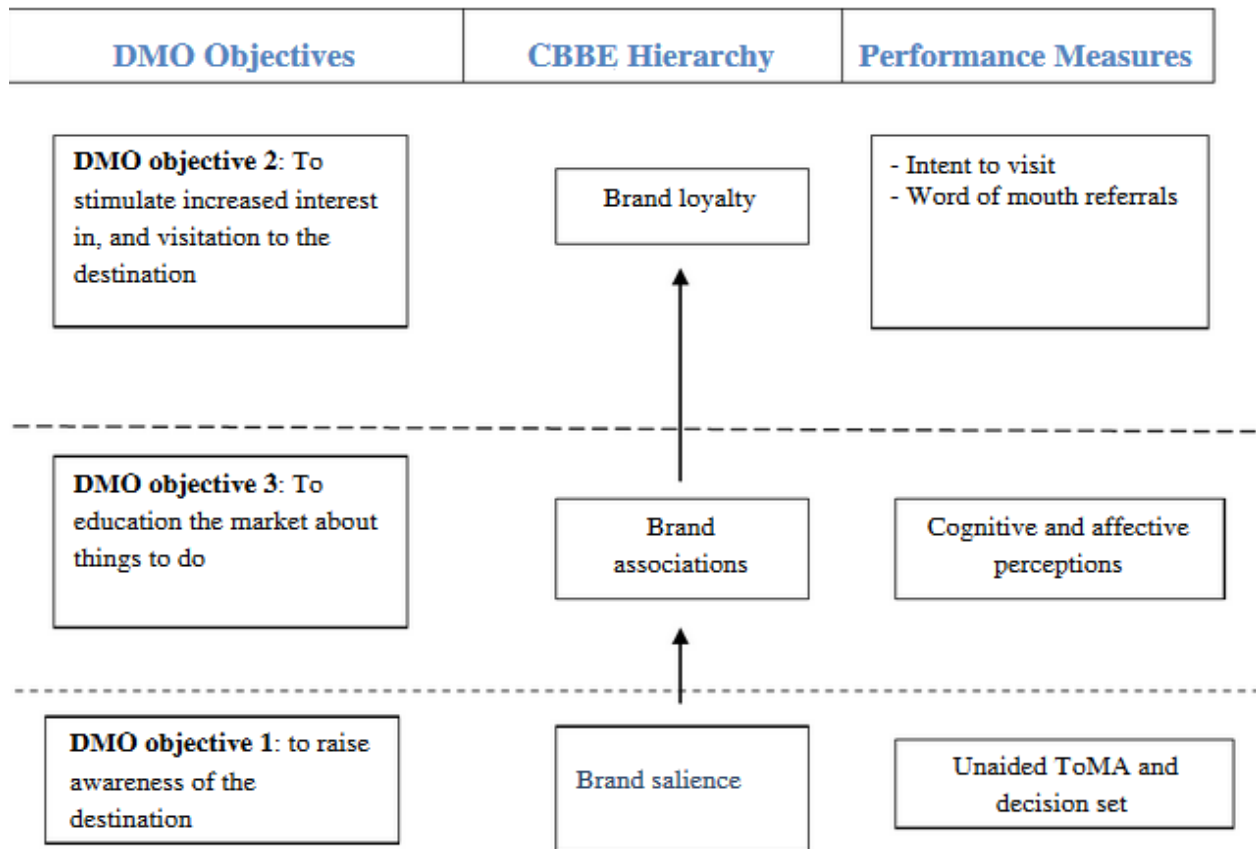 DMO Objectives
CBBE Hierarchy
Performance Measures
DMO objective 2: To
stimulate increased interest
in, and visitation to the
destination
Brand loyalty
- Intent to visit
- Word of mouth referrals
DMO objective 3: To
education the market about
things to do
Brand
associations
Cognitive and affective
perceptions
DMO objective 1: to raise
awareness of the
destination
Brand salience
Unaided ToMA and
decision set